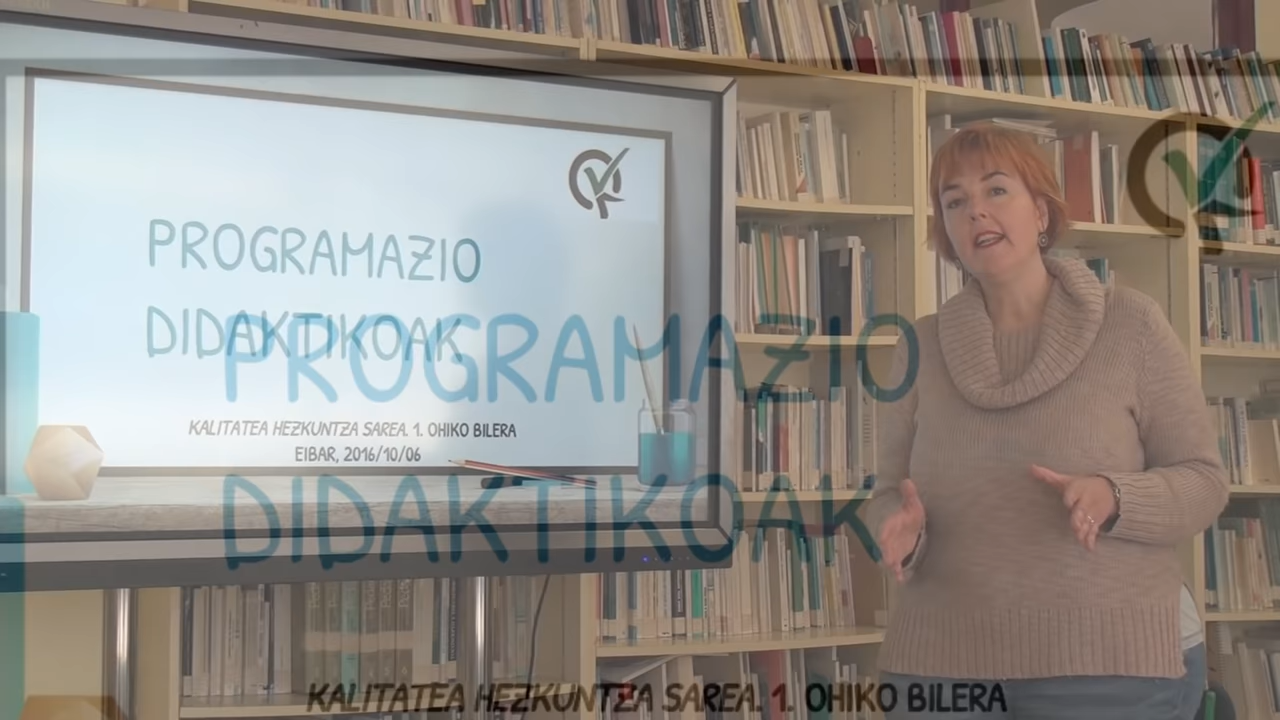 PROGRAMAZIO
DIDAKTIKOAK
KALITATEA HEZKUNTZA SAREA. 1. OHIKO BILERA
EIBAR, 2016/10/06
PROGRAMAZIO
DIDAKTIKOAK
KALITATEA HEZKUNTZA SAREA. 1. OHIKO BILERA